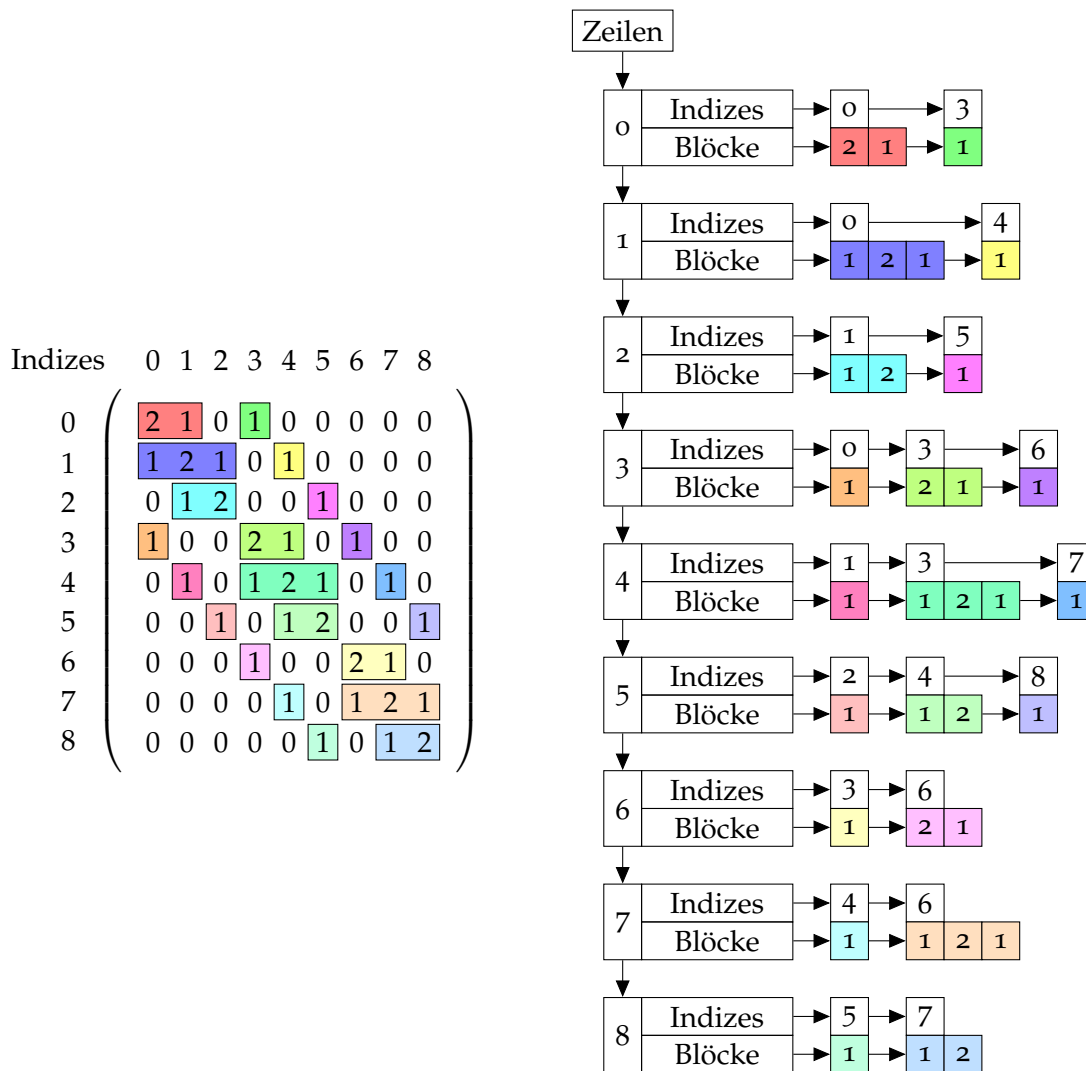 Indizes 0 1 2 3 4 5 6 7 8
0 2 1 0 1 0 0 0 0 0
1 1 2 1 0 1 0 0 0 0
2 0 1 2 0 0 1 0 0 0
3 1 0 0 2 1 0 1 0 0
4 0 1 0 1 2 1 0 1 0
5 0 0 1 0 1 2 0 0 1
6 0 0 0 1 0 0 2 1 0
7 0 0 0 0 1 0 1 2 1
8 0 0 0 0 0 1 0 1 2
Zeilen
0
Indizes 0 3
Blöcke 2 1 1
1
Indizes 0 4
Blöcke 1 2 1 1
2
Indizes 1 5
Blöcke 1 2 1
3
Indizes 0 3 6
Blöcke 1 2 1 1
4
Indizes 1 3 7
Blöcke 1 1 2 1 1
5
Indizes 2 4 8
Blöcke 1 1 2 1
6
Indizes 3 6
Blöcke 1 2 1
7
Indizes 4 6
Blöcke 1 1 2 1
8
Indizes 5 7
Blöcke 1 1 2